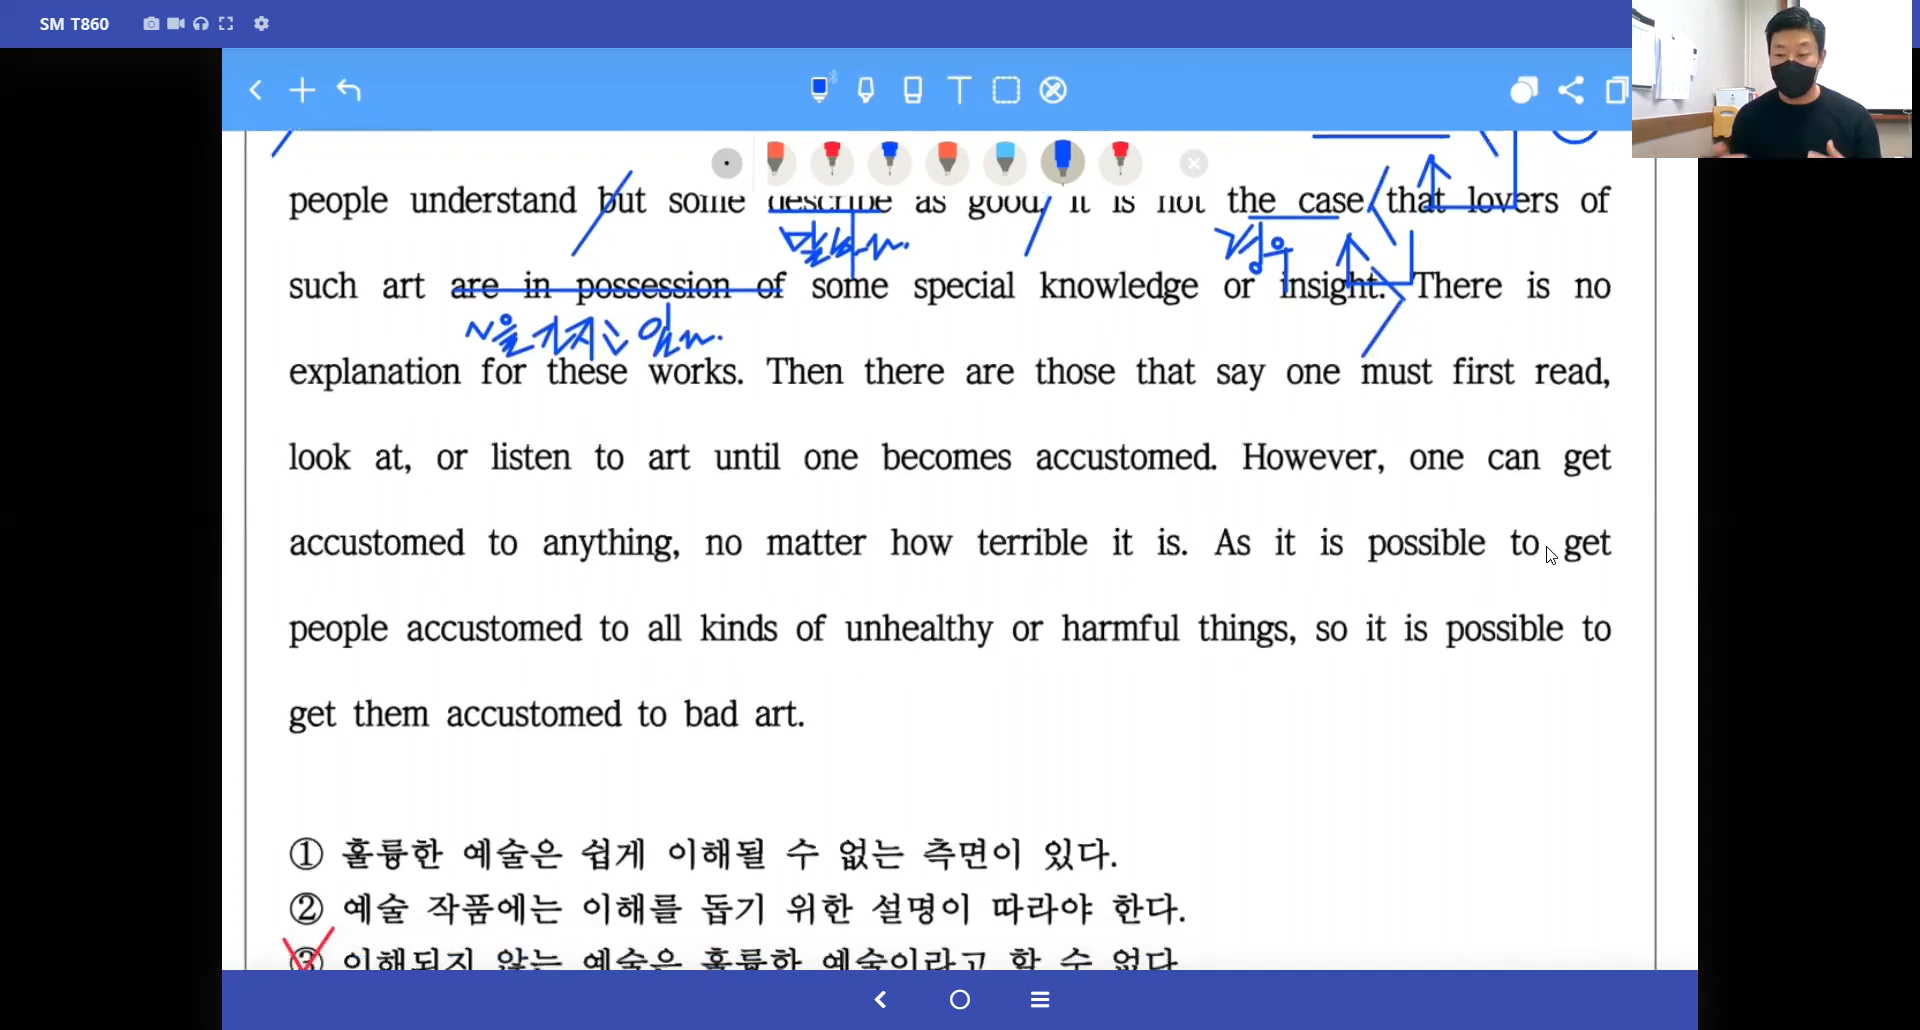 SM T860
people understand but some describe as good, it is not the case that lovers of
경우
such art are in possession of some special knowledge or insight. There is no
~을 가지는 입니다.
explanation for these works. Then there are those that say one must first read,
look at, or listen to art until one becomes accustomed. However, one can get
accustomed to anything, no matter how terrible it is. As it is possible to get
people accustomed to all kinds of unhealthy or harmful things, so it is possible to
get them accustomed to bad art.
① 훌륭한 예술은 쉽게 이해될 수 없는 측면이 있다.
② 예술 작품에는 이해를 돕기 위한 설명이 따라야 한다.
③ 이해되지 않는 예술은 훌륭한 예술이라고 할 수 없다